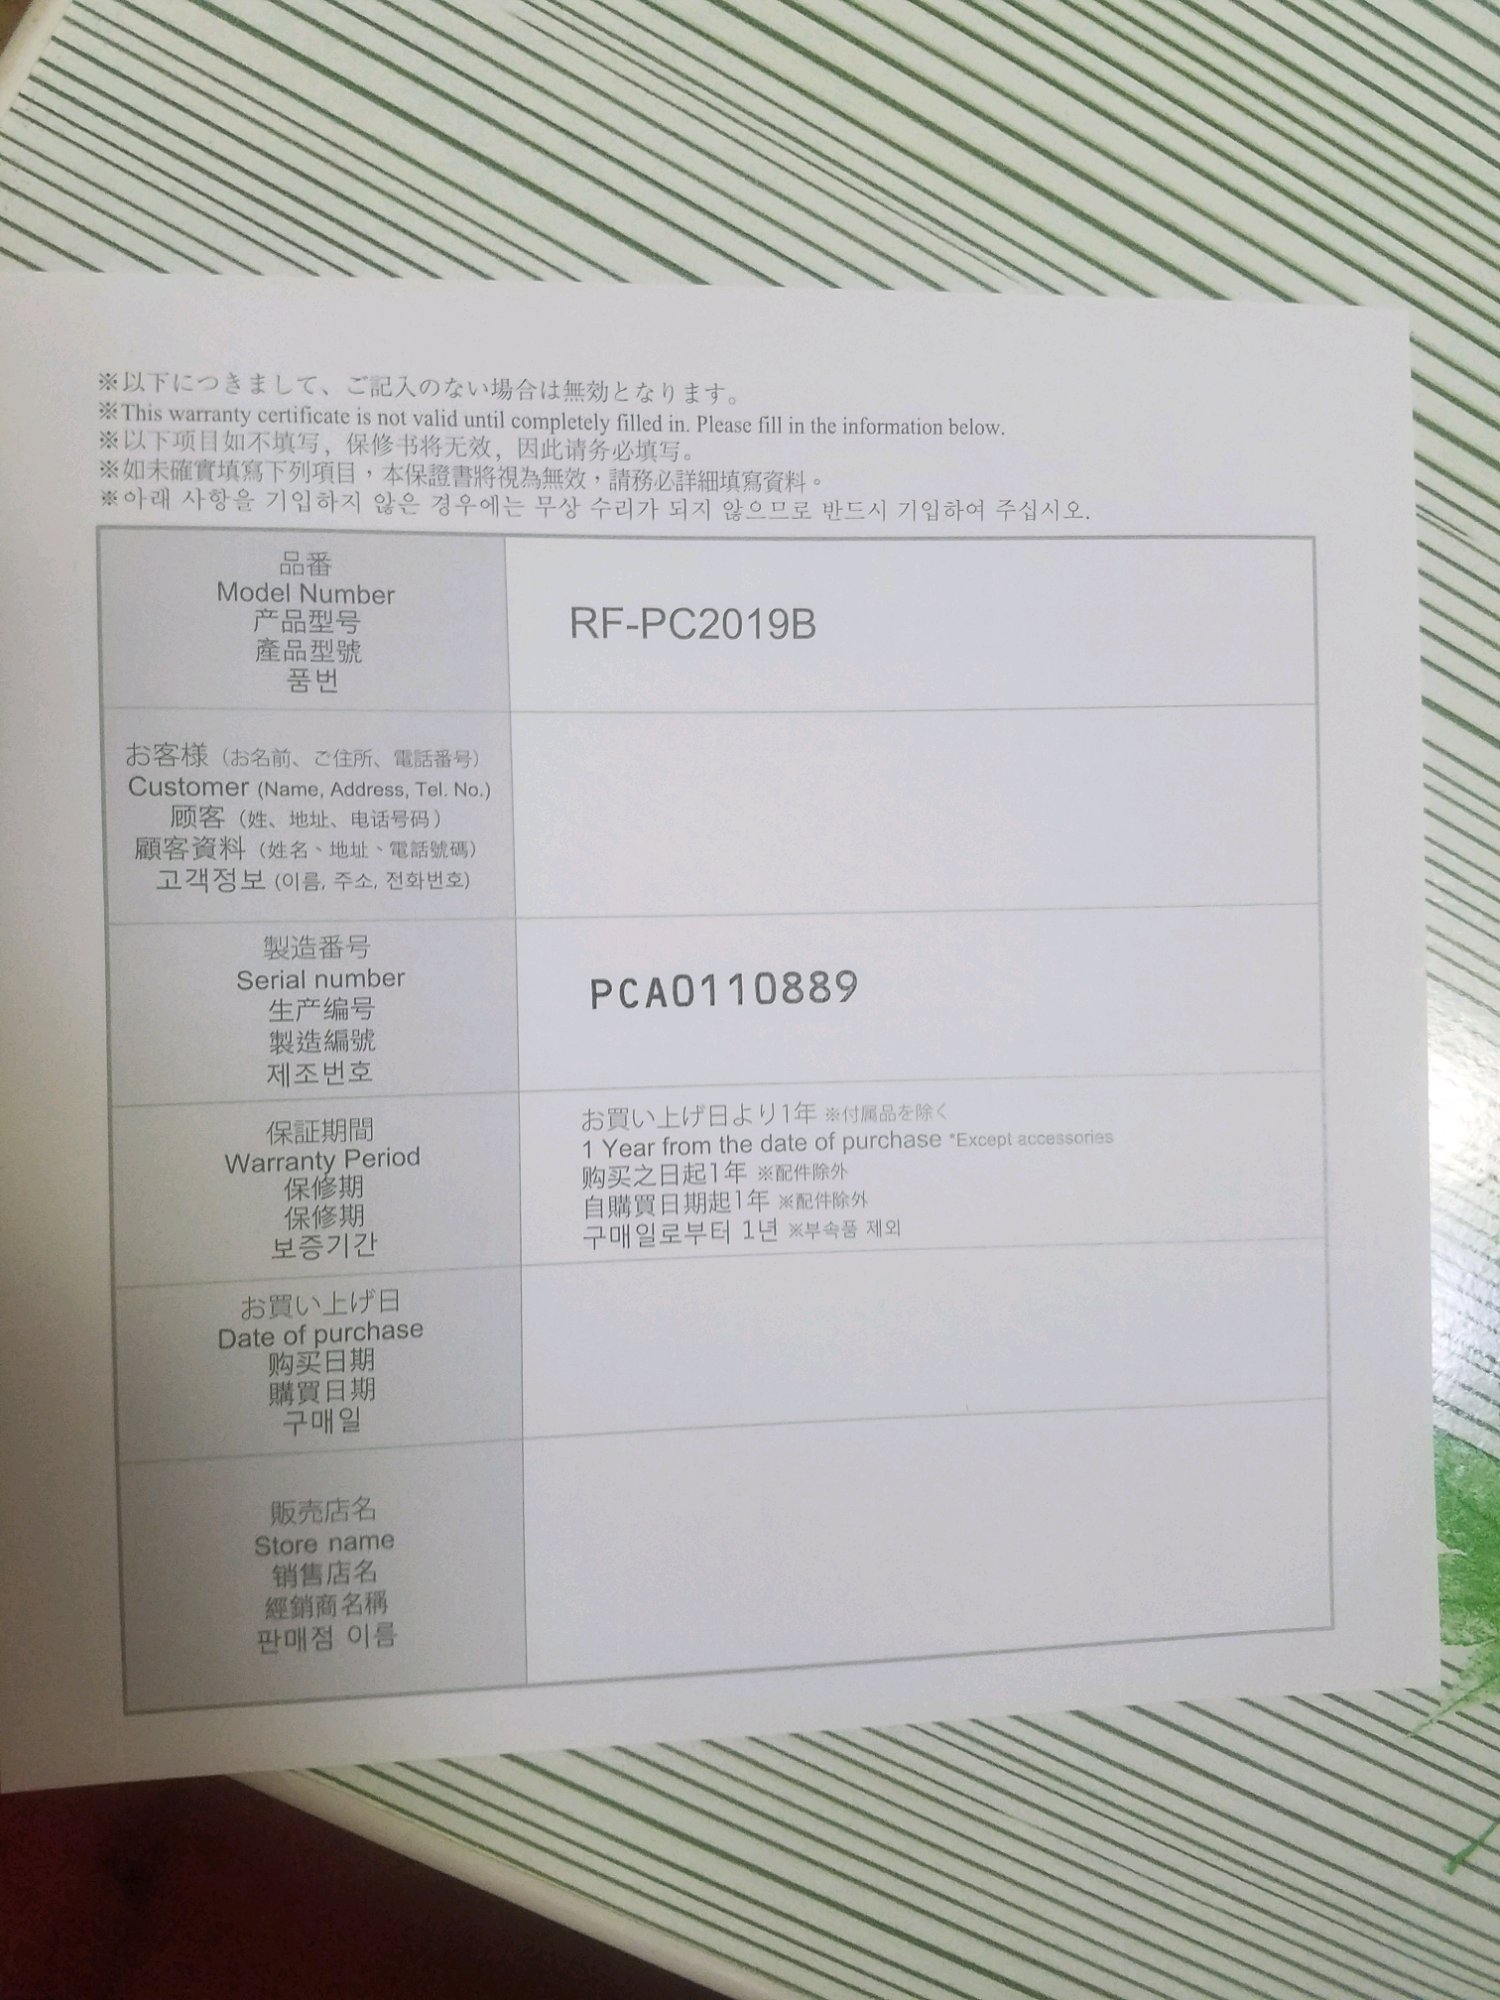 ※以下につきまして、ご記入のない場合は無効となります。
※This warranty certificate is not valid until completely filled in. Please fill in the information below.
※以下项目如不填写，保修书将无效，因此请务必填写。
※如未確實填寫下列項目，本保證書將視為無效，請務必詳細填寫資料。
※아래 사항을 기입하지 않은 경우에는 무상 수리가 되지 않으므로 반드시 기입하여 주십시오.
品番
Model Number
产品型号
產品型號
품번
RF-PC2019B
お客様（お名前、ご住所、電話番号）
Customer (Name, Address, Tel. No.)
顾客（姓、地址、电话号码）
顧客資料（姓名、地址、電話號碼）
고객정보 (이름, 주소, 전화번호)
製造番号
Serial number
生产编号
製造編號
제조번호
PCA0110889
保証期間
Warranty Period
保修期
保修期
보증기간
お買い上げ日より1年 ※付属品を除く
1 Year from the date of purchase *Except accessories
购买之日起1年 ※配件除外
自購買日期起1年 ※配件除外
구매일로부터 1년 ※부속품 제외
お買い上げ日
Date of purchase
购买日期
購買日期
구매일
販売店名
Store name
销售店名
經銷商名稱
판매점 이름